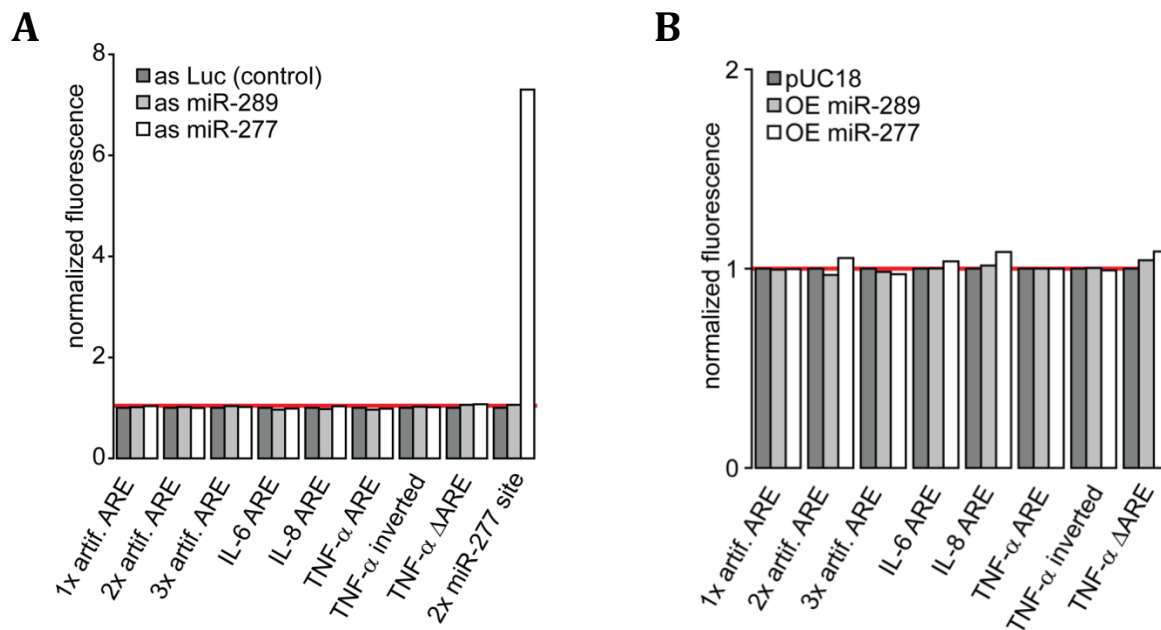 A
8
6
4
2
0
normalized fluorescence
as Luc (control)
as miR-289
as miR-277
1x artif. ARE
2x artif. ARE
3x artif. ARE
IL-6 ARE
IL-8 ARE
TNF-α ARE
TNF-α inverted
TNF-α ΔARE
2x miR-277 site
B
2
1
0
normalized fluorescence
pUC18
OE miR-289
OE miR-277
1x artif. ARE
2x artif. ARE
3x artif. ARE
IL-6 ARE
IL-8 ARE
TNF-α ARE
TNF-α inverted
TNF-α ΔARE